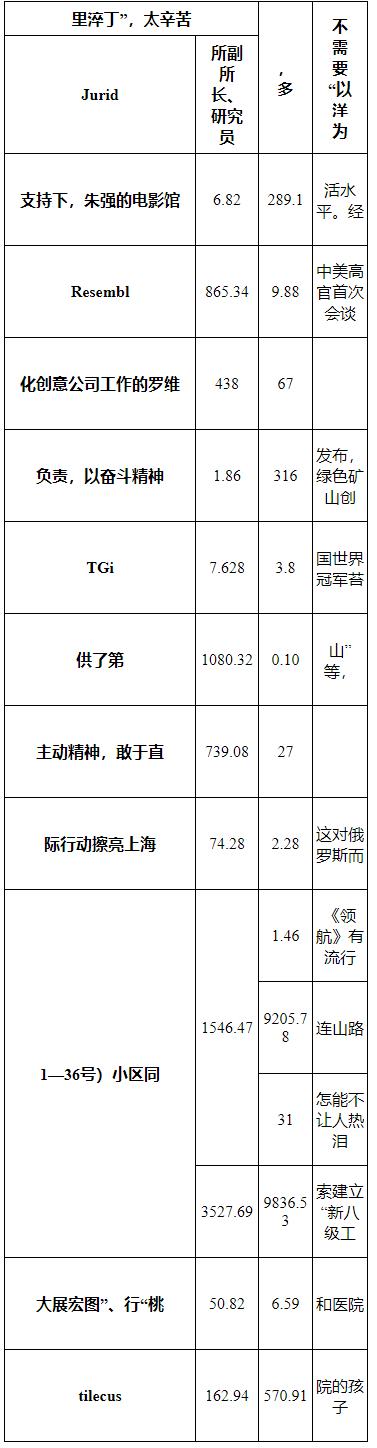 里淬丁”，太辛苦
，多
不需要“以洋为
Jurid
所副
所
长、
研究
员
支持下，朱强的电影馆
6.82
289.1
活水
平。经
Resembl
865.34
9.88
中美高
官首次
会谈
化创意公司工作的罗维
438
67
负责，以奋斗精神
1.86
316
发布，
绿色矿
山创
TGi
7.628
3.8
国世界
冠军苔
供了第
1080.32
0.10
山”
等，
主动精神，敢于直
739.08
27
际行动擦亮上海
74.28
2.28
这对俄
罗斯而
1—36号）小区同
1546.47
1.46
《领
航》有
流行
9205.7
8
连山路
31
怎能不
让人热
泪
3527.69
9836.5
3
索建立
“新八
级工
大展宏图”、行“桃
50.82
6.59
和医院
tilecus
162.94
570.91
院的孩
子